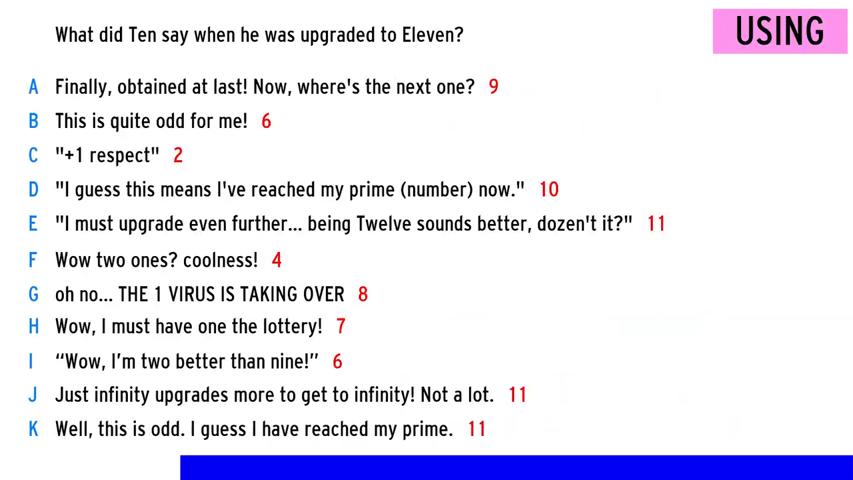 What did Ten say when he was upgraded to Eleven?
USING
A Finally, obtained at last! Now, where's the next one? 9
B This is quite odd for me! 6
C "+1 respect" 2
D "I guess this means I've reached my prime (number) now." 10
E "I must upgrade even further... being Twelve sounds better, dozen't it?" 11
F Wow two ones? coolness! 4
G oh no... THE 1 VIRUS IS TAKING OVER 8
H Wow, I must have one the lottery! 7
I “Wow, I’m two better than nine!” 6
J Just infinity upgrades more to get to infinity! Not a lot. 11
K Well, this is odd. I guess I have reached my prime. 11